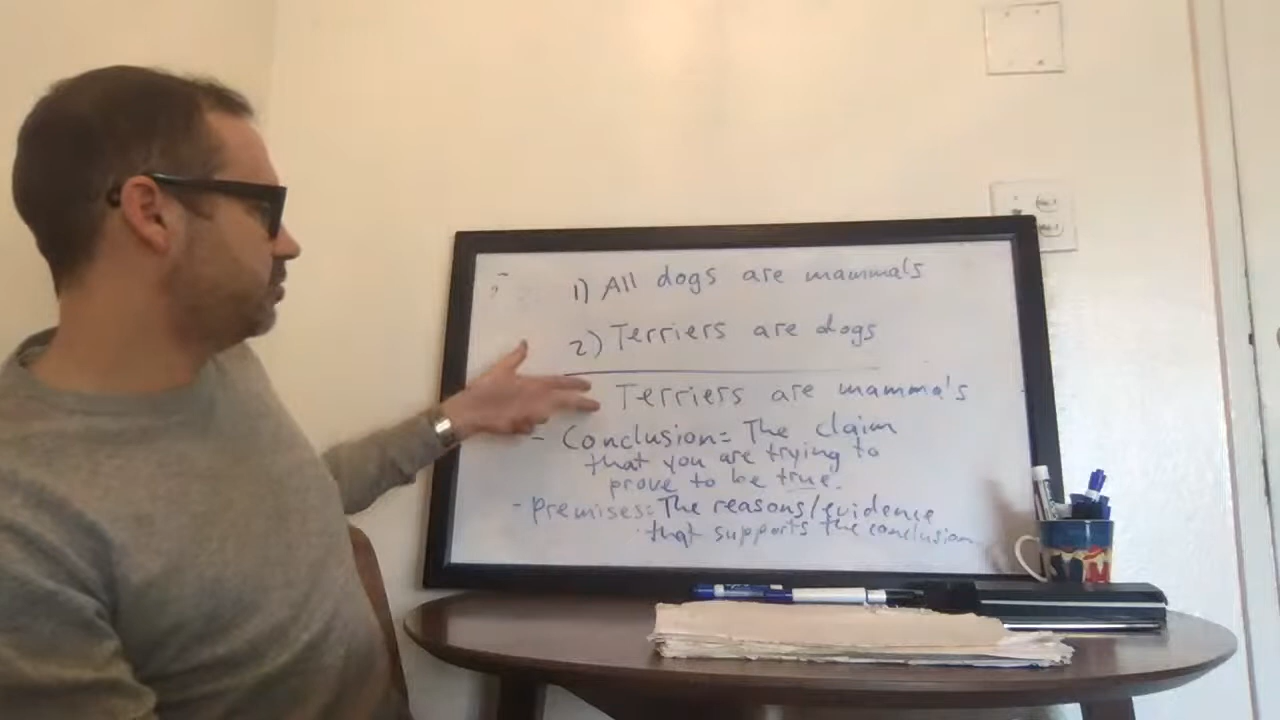 1) All dogs are mammals
2) Terriers are dogs
Terriers are mammals
- Conclusion = The claim
that you are trying to
prove to be true.
- Premises = The reasons/evidence
that supports the conclusion